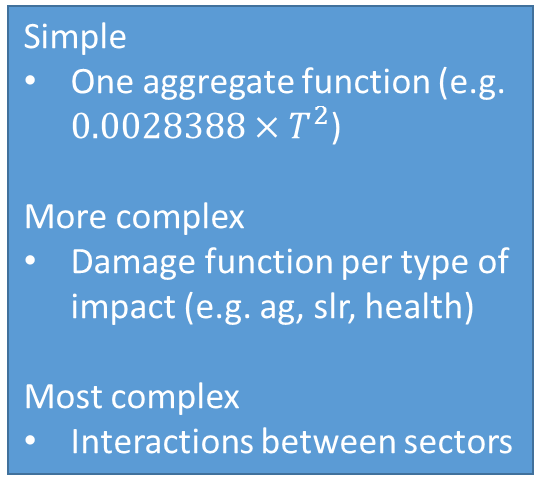 Simple
• One aggregate function (e.g.
0.0028388 × T²)
More complex
• Damage function per type of
impact (e.g. ag, slr, health)
Most complex
• Interactions between sectors